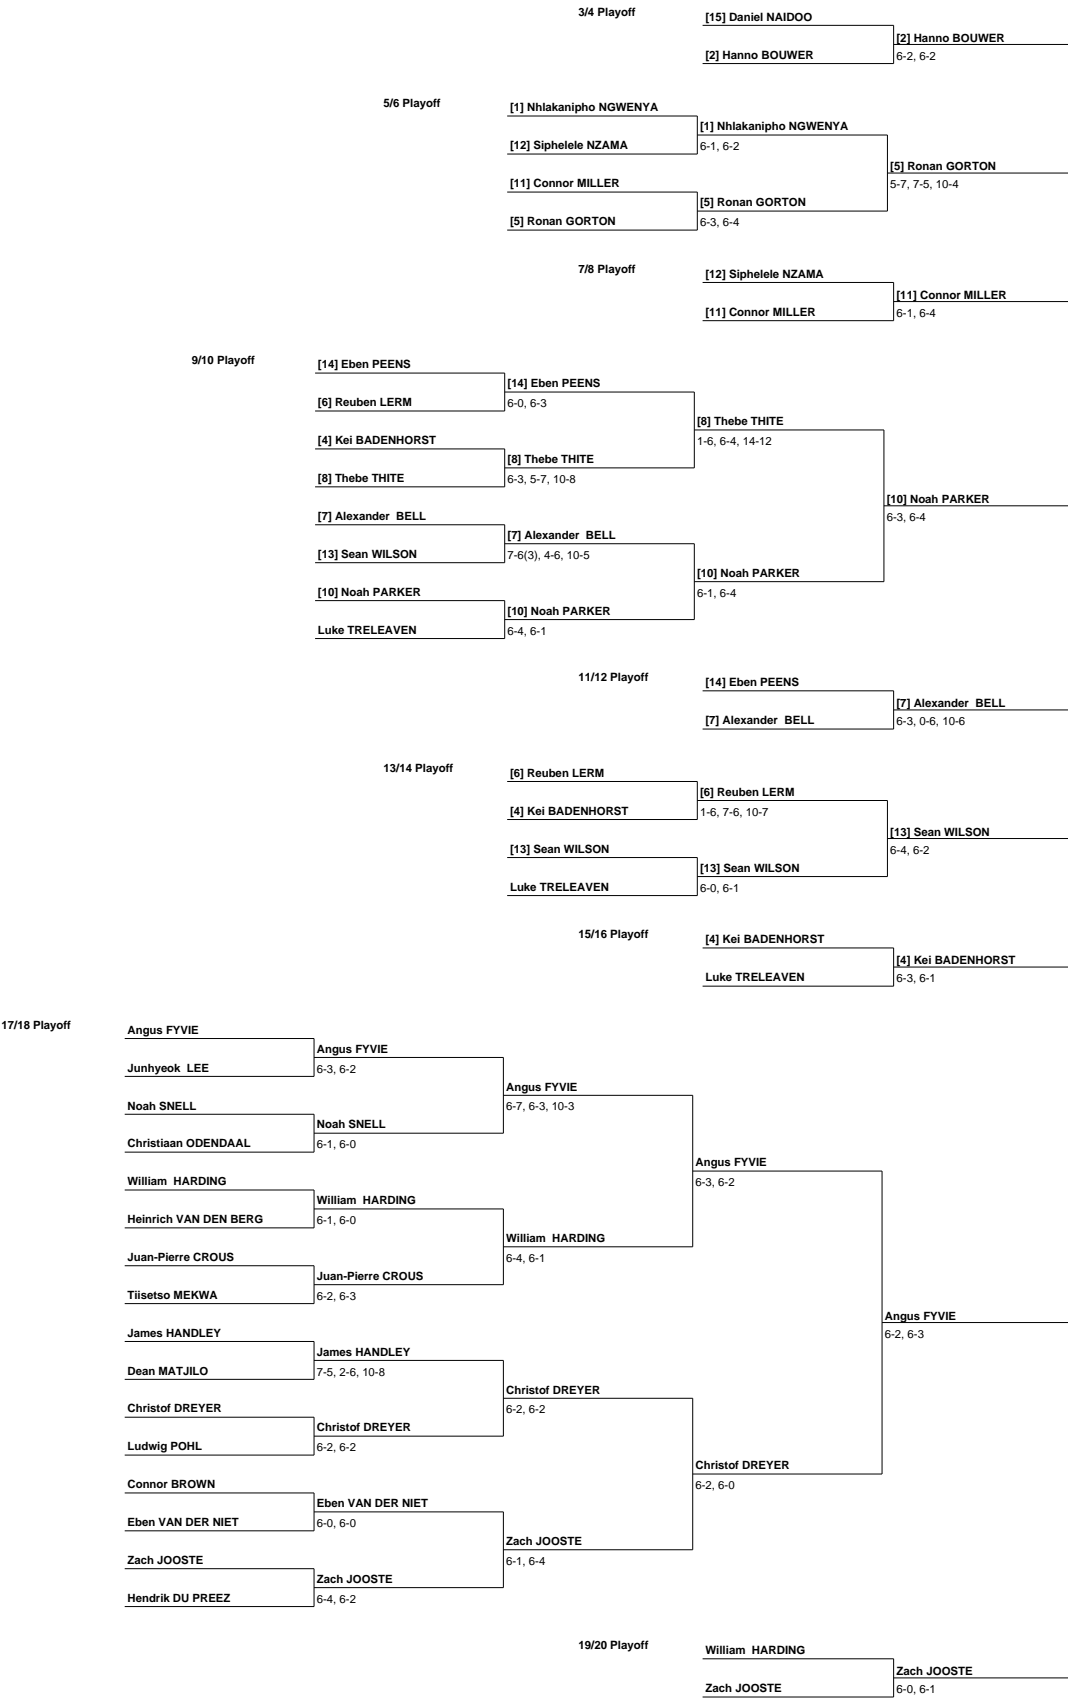 3/4 Playoff
[15] Daniel NAIDOO
[2] Hanno BOUWER
[2] Hanno BOUWER
6-2, 6-2
5/6 Playoff
[1] Nhlakanipho NGWENYA
[1] Nhlakanipho NGWENYA
[12] Siphelele NZAMA
6-1, 6-2
[5] Ronan GORTON
[11] Connor MILLER
5-7, 7-5, 10-4
[5] Ronan GORTON
[5] Ronan GORTON
6-3, 6-4
7/8 Playoff
[12] Siphelele NZAMA
[11] Connor MILLER
[11] Connor MILLER
6-1, 6-4
9/10 Playoff
[14] Eben PEENS
[14] Eben PEENS
[6] Reuben LERM
6-0, 6-3
[8] Thebe THITE
[4] Kei BADENHORST
1-6, 6-4, 14-12
[8] Thebe THITE
[8] Thebe THITE
6-3, 5-7, 10-8
[10] Noah PARKER
[7] Alexander  BELL
6-3, 6-4
[7] Alexander  BELL
[13] Sean WILSON
7-6(3), 4-6, 10-5
[10] Noah PARKER
[10] Noah PARKER
6-1, 6-4
[10] Noah PARKER
Luke TRELEAVEN
6-4, 6-1
11/12 Playoff
[14] Eben PEENS
[7] Alexander  BELL
[7] Alexander  BELL
6-3, 0-6, 10-6
13/14 Playoff
[6] Reuben LERM
[6] Reuben LERM
[4] Kei BADENHORST
1-6, 7-6, 10-7
[13] Sean WILSON
[13] Sean WILSON
6-4, 6-2
[13] Sean WILSON
Luke TRELEAVEN
6-0, 6-1
15/16 Playoff
[4] Kei BADENHORST
[4] Kei BADENHORST
Luke TRELEAVEN
6-3, 6-1
17/18 Playoff
Angus FYVIE
Angus FYVIE
Junhyeok  LEE
6-3, 6-2
Angus FYVIE
Noah SNELL
6-7, 6-3, 10-3
Noah SNELL
Christiaan ODENDAAL
6-1, 6-0
Angus FYVIE
William  HARDING
6-3, 6-2
William  HARDING
Heinrich VAN DEN BERG
6-1, 6-0
William  HARDING
Juan-Pierre CROUS
6-4, 6-1
Juan-Pierre CROUS
Tiisetso MEKWA
6-2, 6-3
Angus FYVIE
James HANDLEY
6-2, 6-3
James HANDLEY
Dean MATJILO
7-5, 2-6, 10-8
Christof DREYER
Christof DREYER
6-2, 6-2
Christof DREYER
Ludwig POHL
6-2, 6-2
Christof DREYER
Connor BROWN
6-2, 6-0
Eben VAN DER NIET
Eben VAN DER NIET
6-0, 6-0
Zach JOOSTE
Zach JOOSTE
6-1, 6-4
Zach JOOSTE
Hendrik DU PREEZ
6-4, 6-2
19/20 Playoff
William  HARDING
Zach JOOSTE
Zach JOOSTE
6-0, 6-1